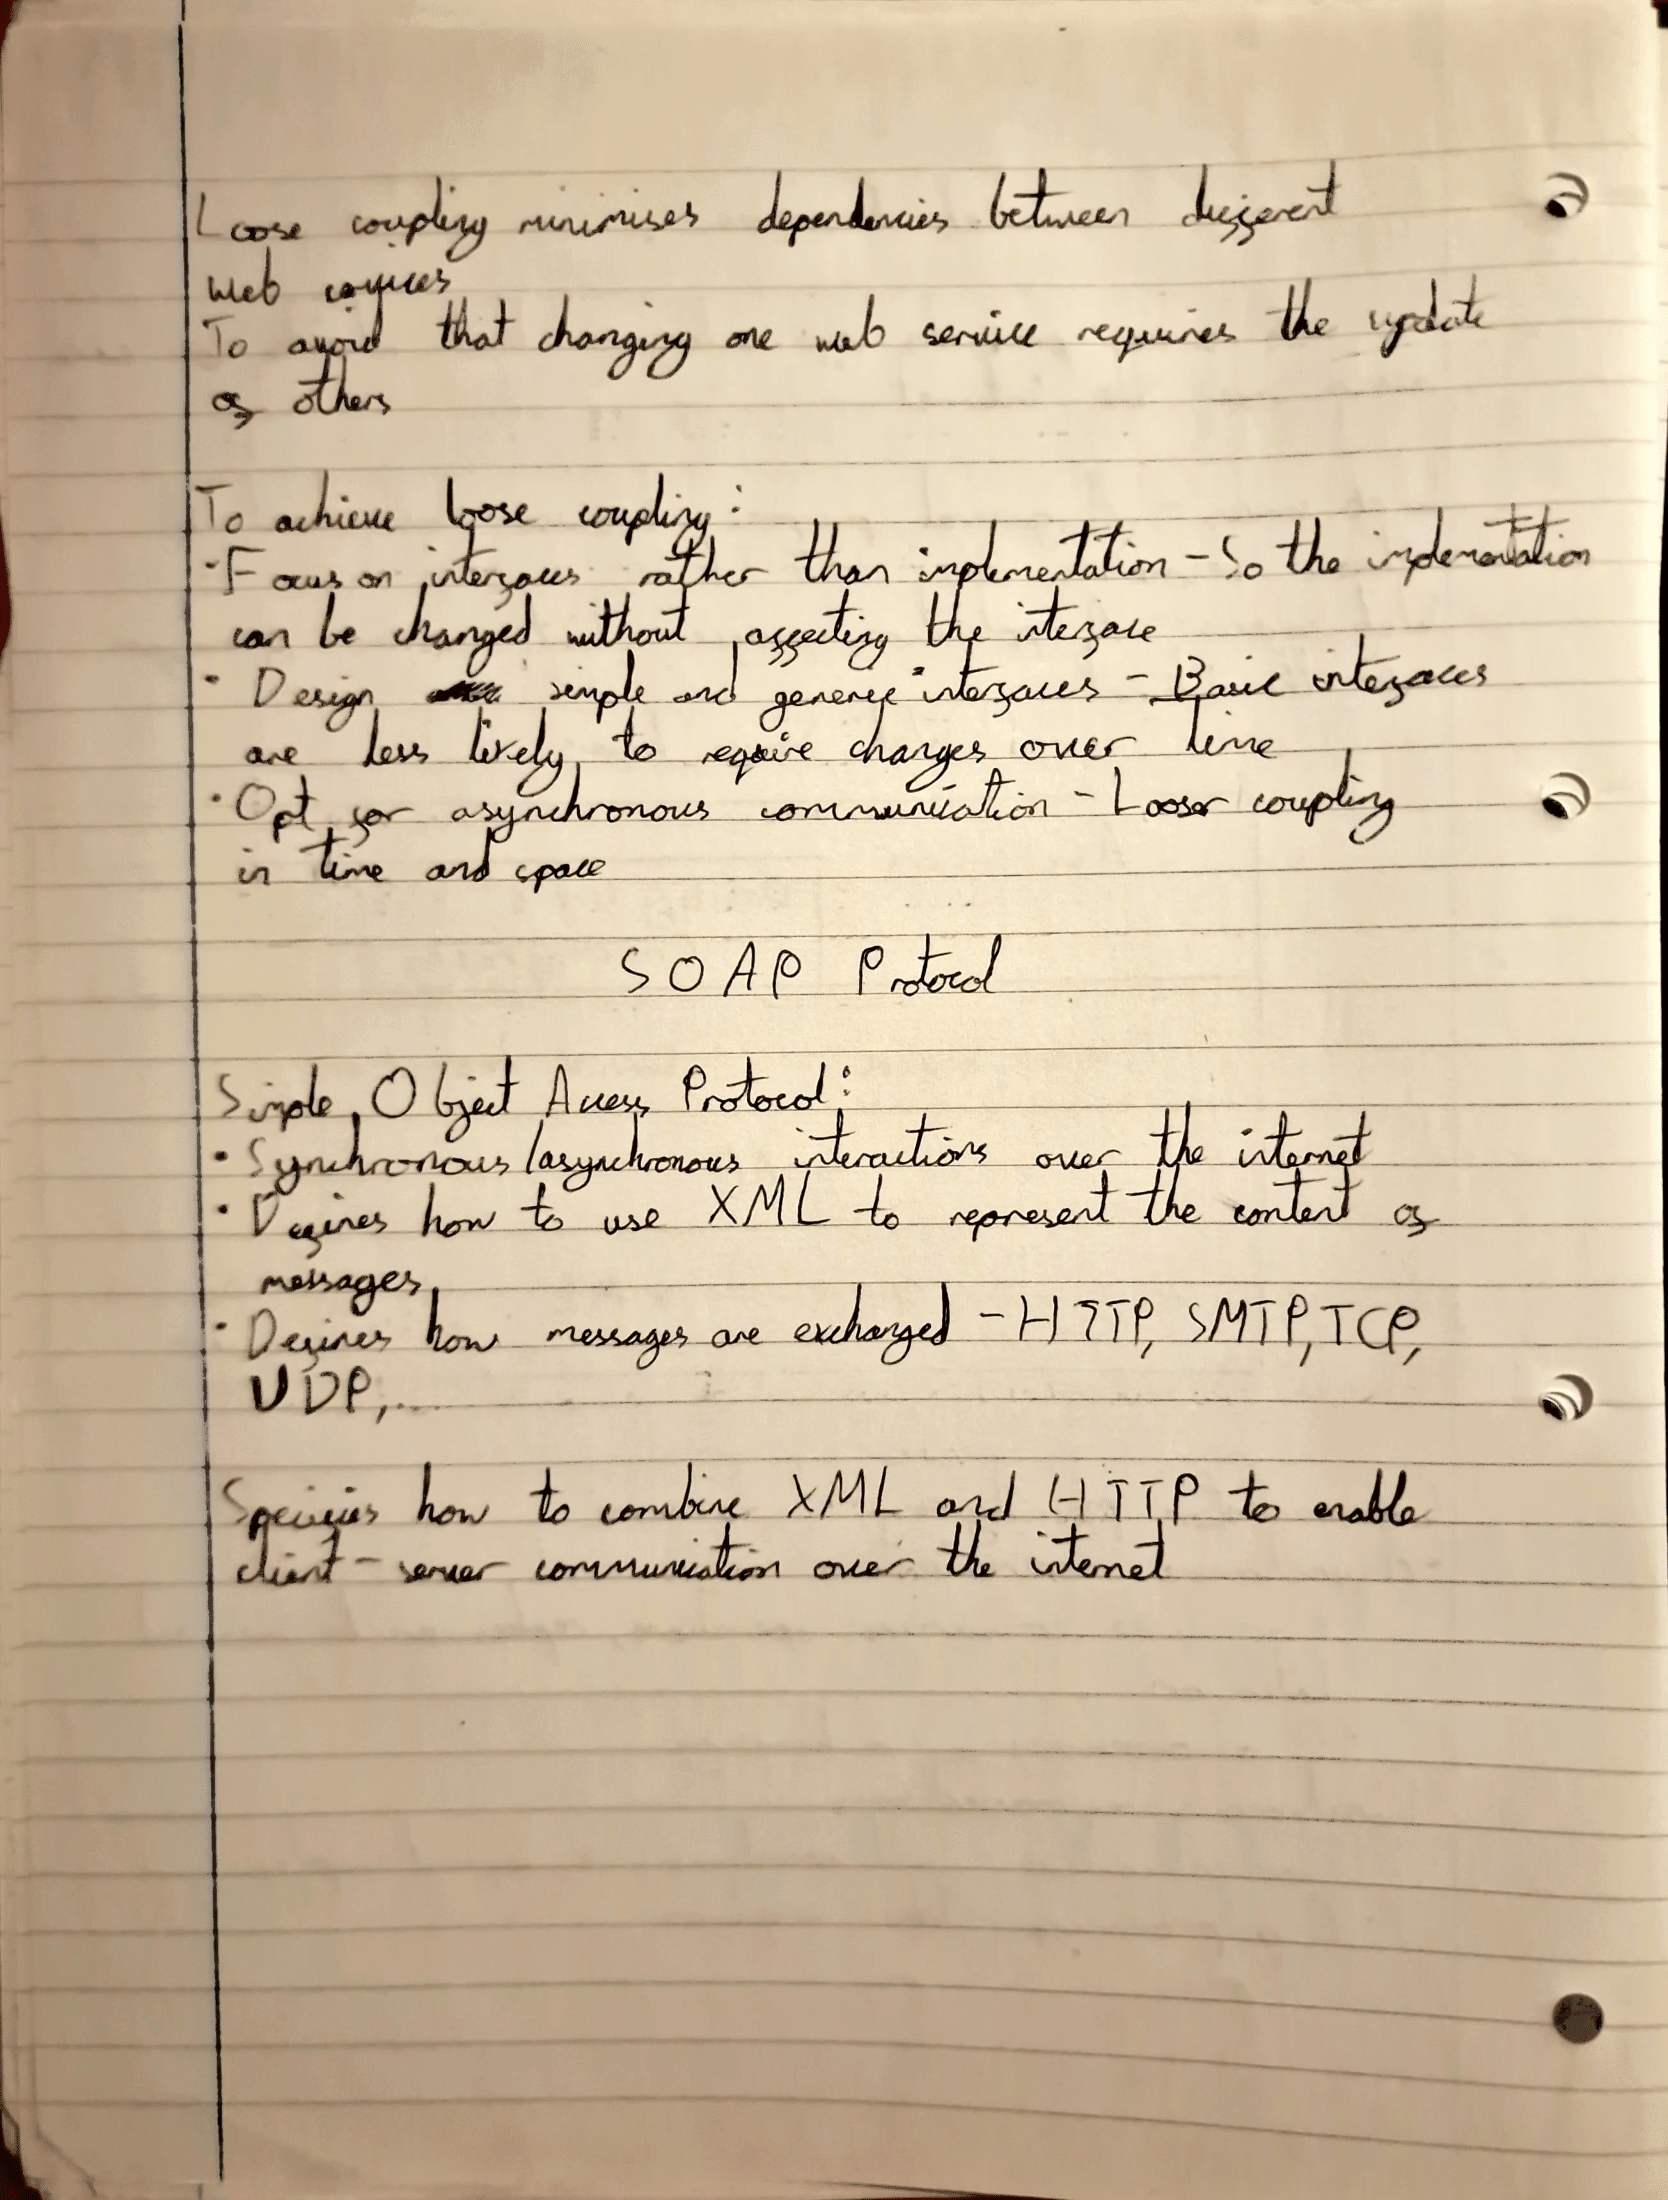 Loose coupling minimises dependencies between different
web services
To avoid that changing one web service requires the update
of others
To achieve loose coupling:
· Focus on interfaces rather than implementation - So the implementation
can be changed without affecting the interface
· Design simple and generic interfaces - Basic interfaces
are less likely to require changes over time
· Opt for asynchronous communication - Looser coupling
in time and space
SOAP Protocol
Simple Object Access Protocol:
· Synchronous/asynchronous interactions over the internet
· Defines how to use XML to represent the content of
messages
· Defines how messages are exchanged - HTTP, SMTP, TCP,
UDP,....
Specifies how to combine XML and HTTP to enable
client-server communication over the internet